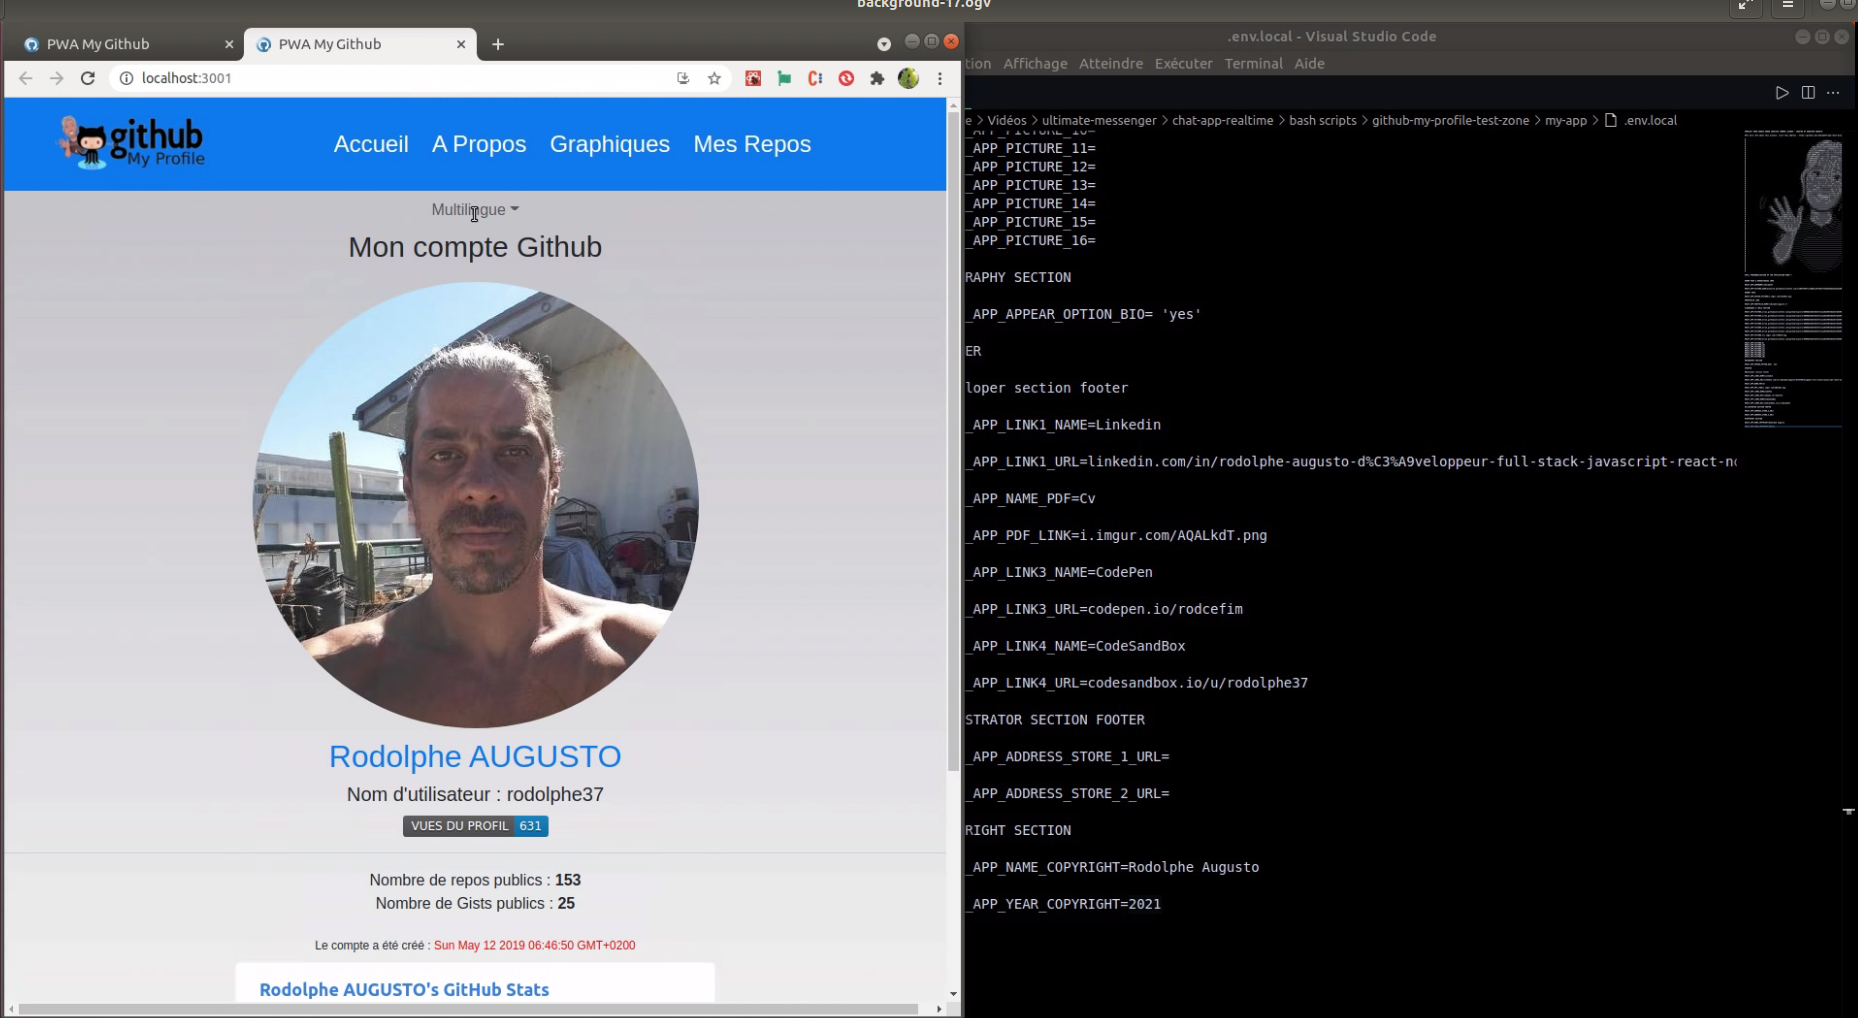 background-17.ogv
PWA My Github
PWA My Github
localhost:3001
github
My Profile
Accueil
A Propos
Graphiques
Mes Repos
Multilingue
Mon compte Github
Rodolphe AUGUSTO
Nom d'utilisateur : rodolphe37
VUES DU PROFIL 631
Nombre de repos publics : 153
Nombre de Gists publics : 25
Le compte a été créé : Sun May 12 2019 06:46:50 GMT+0200
Rodolphe AUGUSTO's GitHub Stats
.env.local - Visual Studio Code
tion Affichage Atteindre Exécuter Terminal Aide
e > Vidéos > ultimate-messenger > chat-app-realtime > bash scripts > github-my-profile-test-zone > my-app > .env.local
_APP_PICTURE_10=
_APP_PICTURE_11=
_APP_PICTURE_12=
_APP_PICTURE_13=
_APP_PICTURE_14=
_APP_PICTURE_15=
_APP_PICTURE_16=
RAPHY SECTION
_APP_APPEAR_OPTION_BIO= 'yes'
ER
loper section footer
_APP_LINK1_NAME=Linkedin
_APP_LINK1_URL=linkedin.com/in/rodolphe-augusto-d%C3%A9veloppeur-full-stack-javascript-react-no
_APP_NAME_PDF=Cv
_APP_PDF_LINK=i.imgur.com/AQALkdT.png
_APP_LINK3_NAME=CodePen
_APP_LINK3_URL=codepen.io/rodcefim
_APP_LINK4_NAME=CodeSandBox
_APP_LINK4_URL=codesandbox.io/u/rodolphe37
STRATOR SECTION FOOTER
_APP_ADDRESS_STORE_1_URL=
_APP_ADDRESS_STORE_2_URL=
RIGHT SECTION
_APP_NAME_COPYRIGHT=Rodolphe Augusto
_APP_YEAR_COPYRIGHT=2021